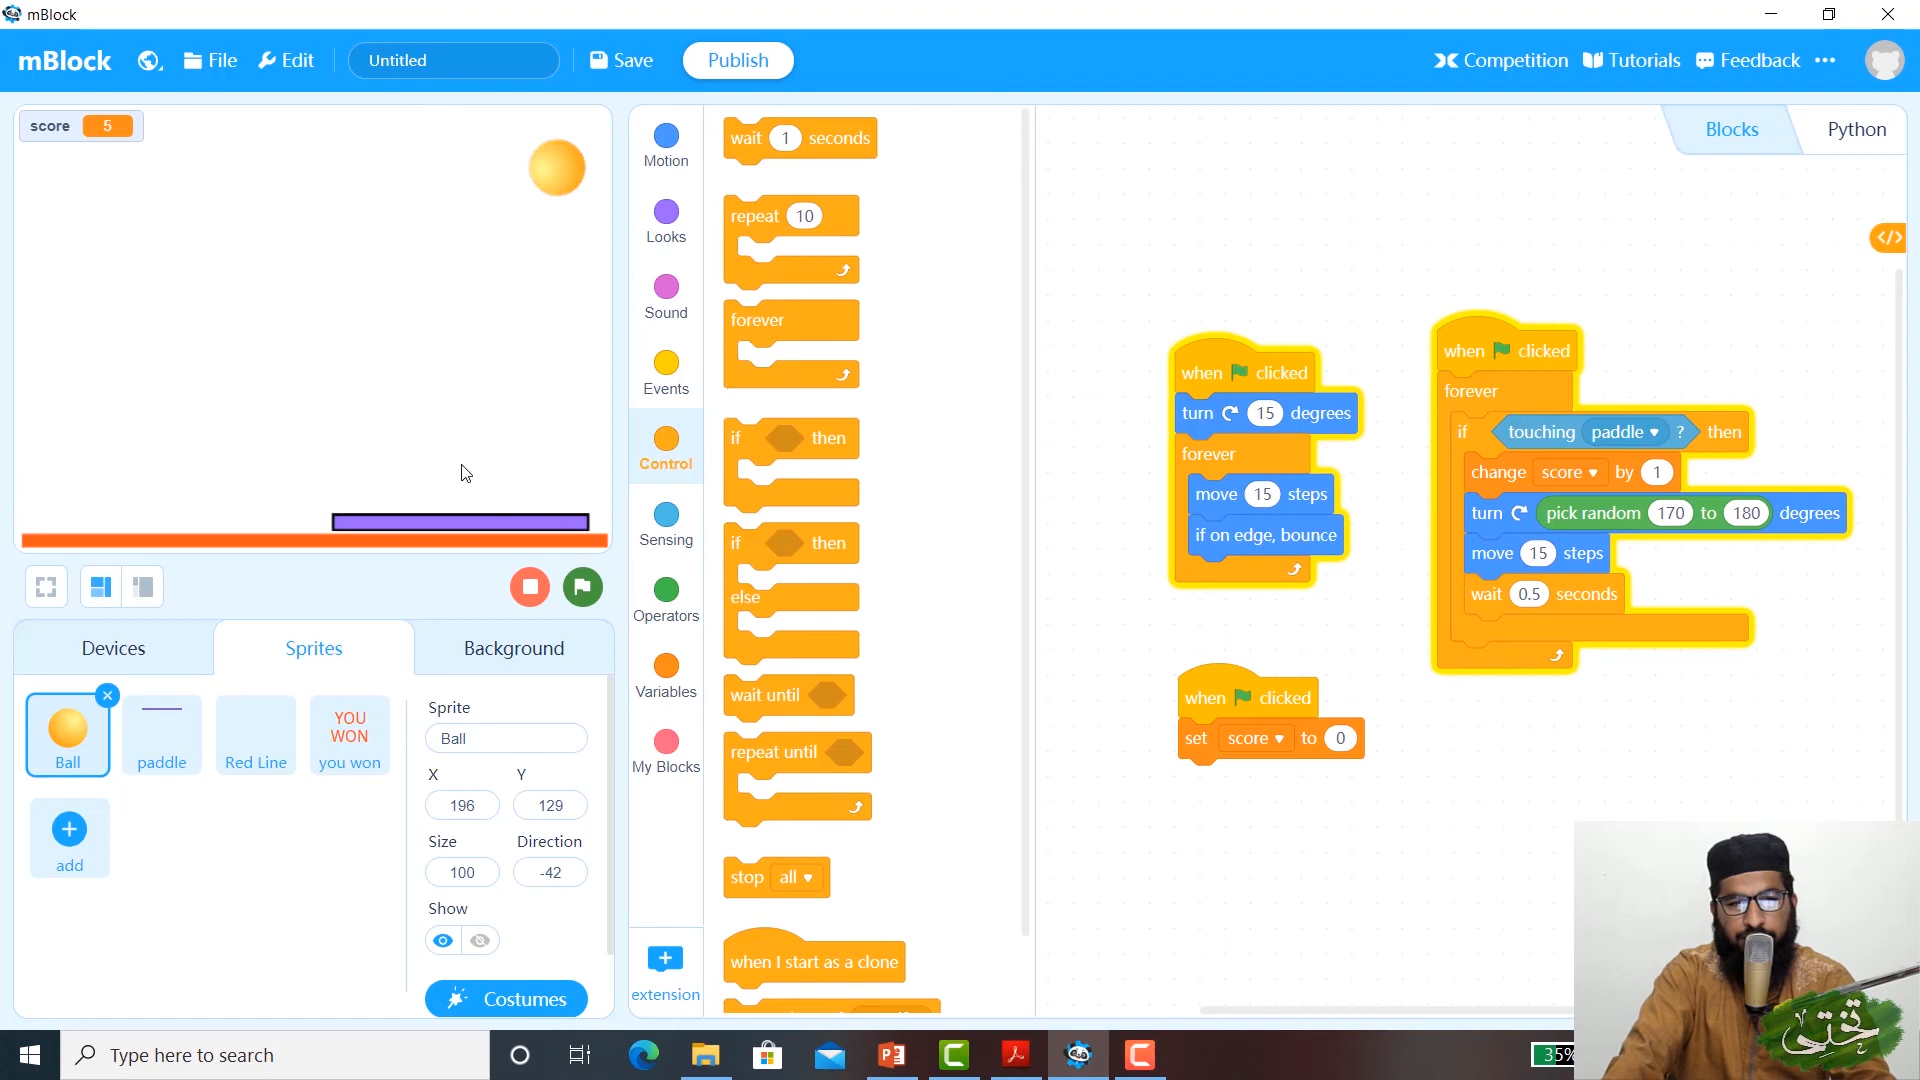 mBlock
mBlock
File
Edit
Untitled
Save
Publish
Competition
Tutorials
Feedback
score 5
Motion
Looks
Sound
Events
Control
Sensing
Operators
Variables
My Blocks
extension
wait 1 seconds
repeat 10
forever
if then
if then
else
wait until
repeat until
stop all
when I start as a clone
Blocks
Python
</>
when clicked
turn 15 degrees
forever
move 15 steps
if on edge, bounce
when clicked
set score to 0
when clicked
forever
if touching paddle ? then
change score by 1
turn pick random 170 to 180 degrees
move 15 steps
wait 0.5 seconds
Devices
Sprites
Background
Ball
paddle
Red Line
YOU
WON
you won
add
Sprite
Ball
X
Y
196
129
Size
Direction
100
-42
Show
Costumes
Type here to search
35%